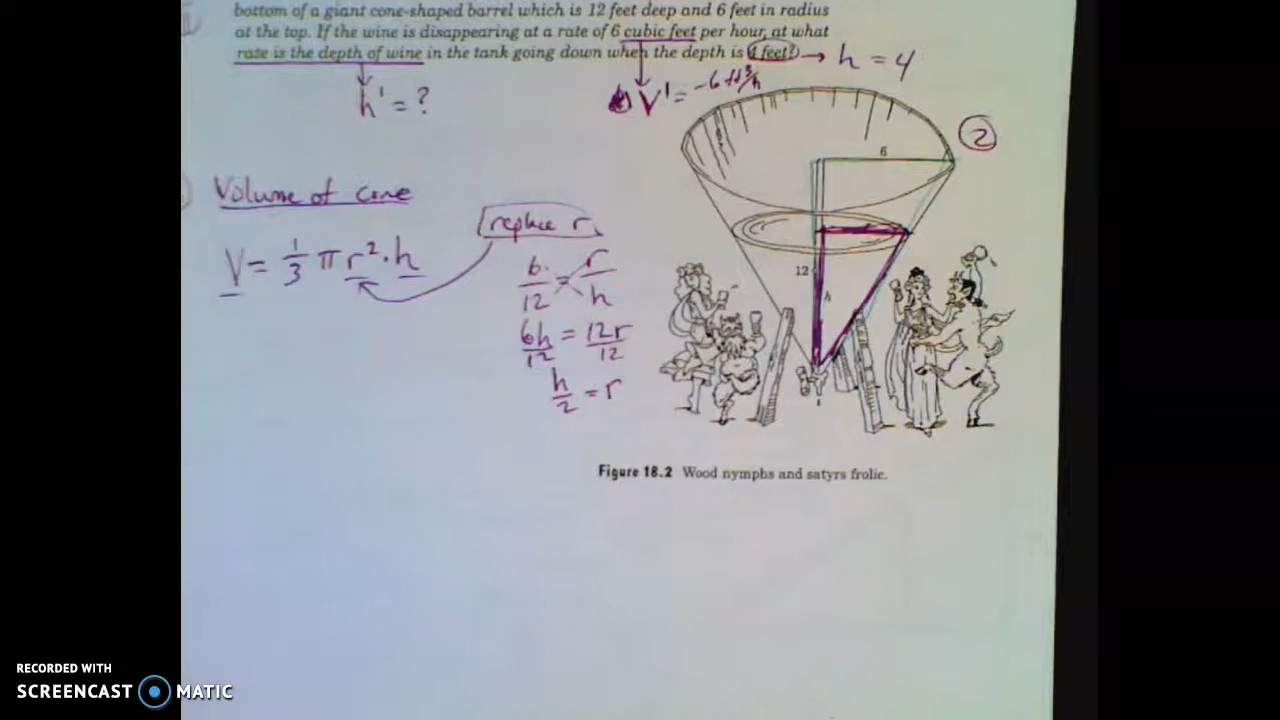 bottom of a giant cone-shaped barrel which is 12 feet deep and 6 feet in radius
at the top. If the wine is disappearing at a rate of 6 cubic feet per hour, at what
rate is the depth of wine in the tank going down when the depth is 4 feet? → h = 4
h' = ?
V' = -6 ft³/h
2
6
Volume of cone
replace r
V = 1/3 π r² · h
6/12 = r/h
12
h
6h/12 = 12r/12
h/2 = r
Figure 18.2 Wood nymphs and satyrs frolic.
RECORDED WITH
SCREENCAST MATIC